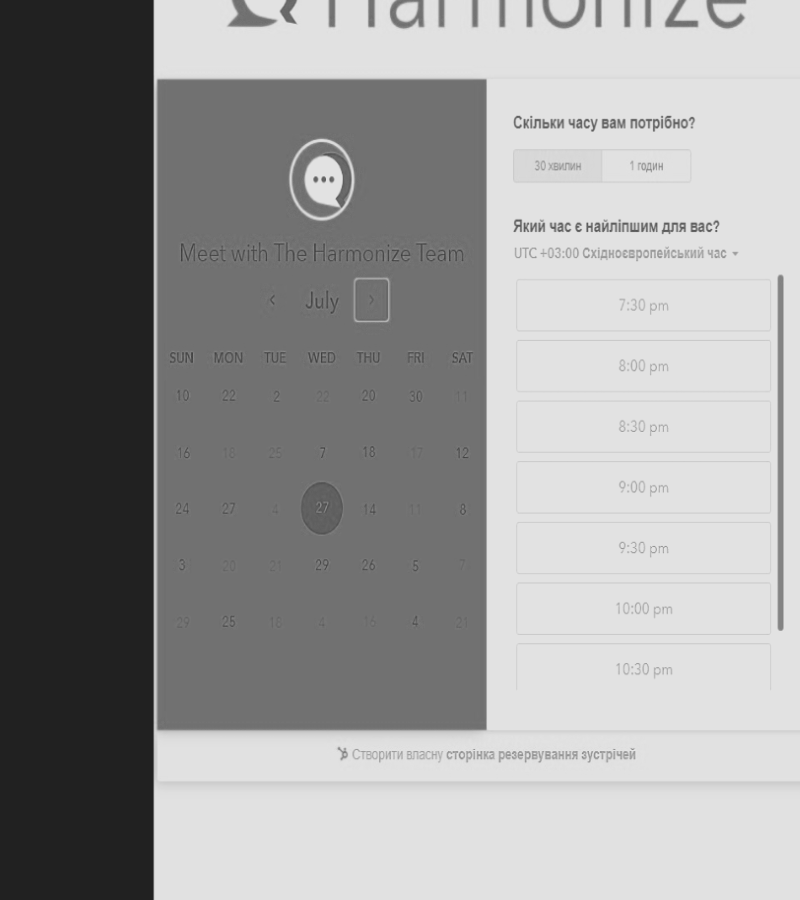 Harmonize
Meet with The Harmonize Team
July
SUN MON TUE WED THU FRI SAT
10 22 2 22 20 30 11
16 16 25 7 18 17 12
24 27 4 27 14 11 8
3 20 21 29 26 5 7
29 25 18 4 16 4 21
Скільки часу вам потрібно?
30 хвилин 1 годин
Який час є найліпшим для вас?
UTC +03:00 Східноєвропейський час
7:30 pm
8:00 pm
8:30 pm
9:00 pm
9:30 pm
10:00 pm
10:30 pm
Створити власну сторінка резервування зустрічей